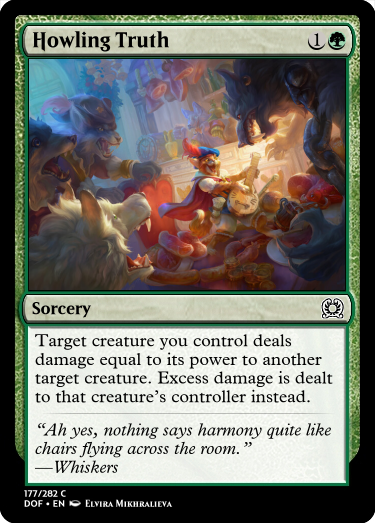 Howling Truth 1
Sorcery
Target creature you control deals
damage equal to its power to another
target creature. Excess damage is dealt
to that creature's controller instead.
“Ah yes, nothing says harmony quite like
chairs flying across the room.”
—Whiskers
177/282 C
DOF • EN Elvira Mikhralieva